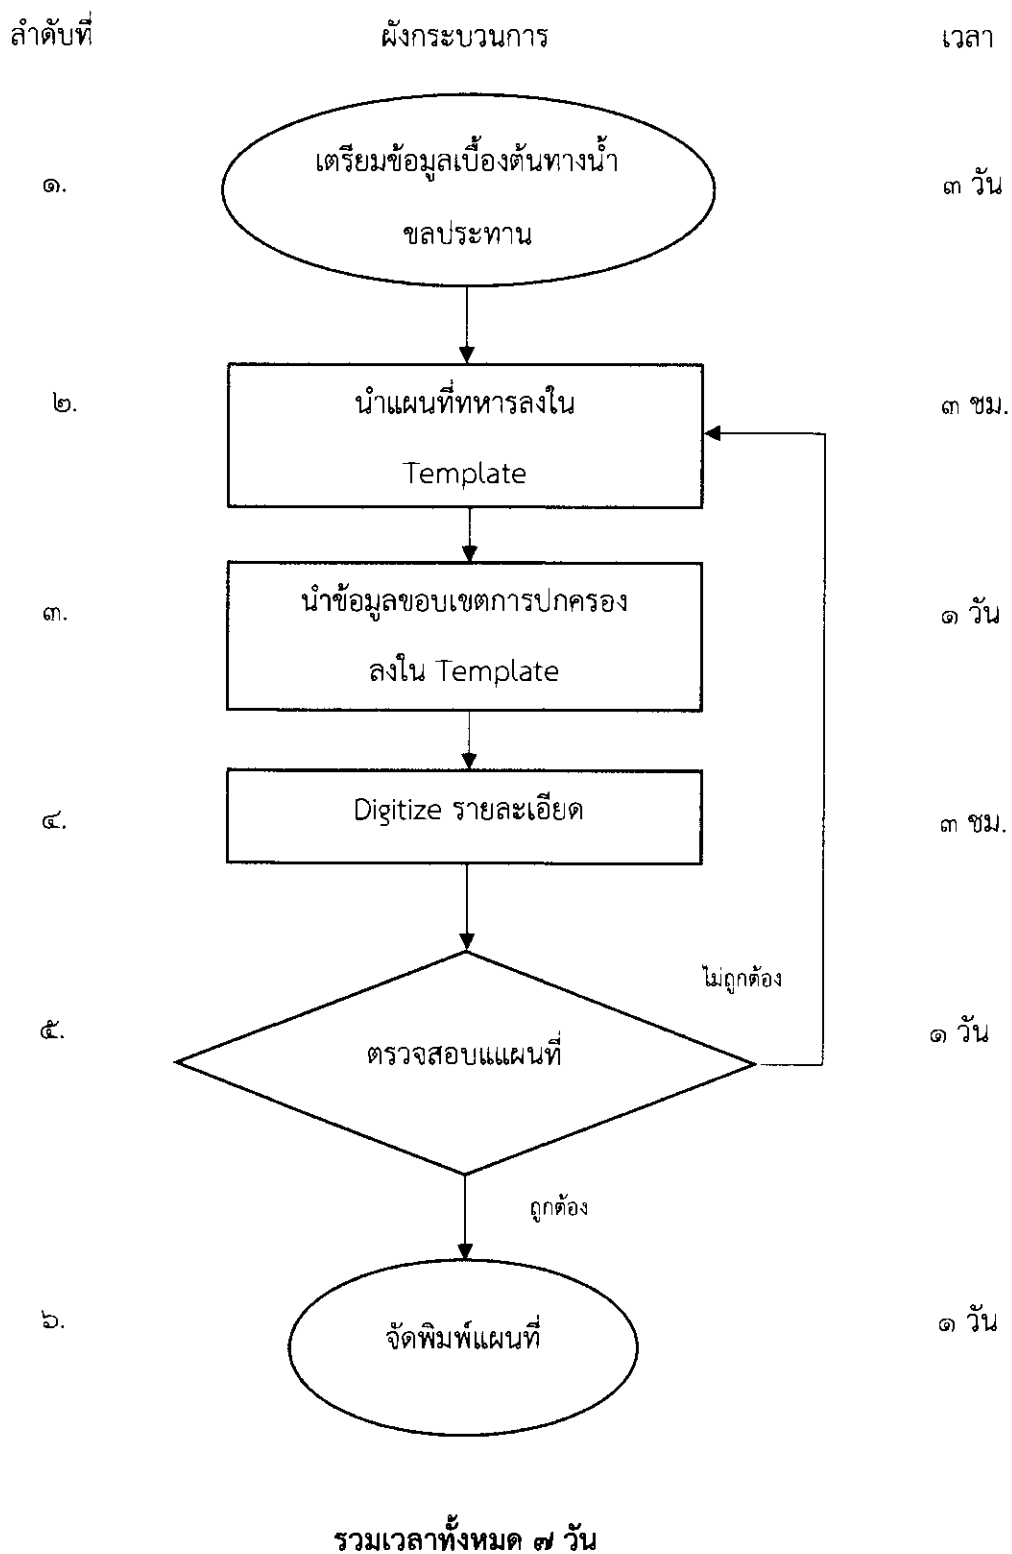 ลำดับที่ ผังกระบวนการ เวลา
เตรียมข้อมูลเบื้องต้นทางน้ำ
๑. ๓ วัน
ชลประทาน
๒. นำแผนที่ทหารลงใน ๓ ชม.
Template
๓. นำข้อมูลขอบเขตการปกครอง ๑ วัน
ลงใน Template
๔. Digitize รายละเอียด ๓ ชม.
ไม่ถูกต้อง
๕. ตรวจสอบแแผนที่ ๑ วัน
ถูกต้อง
๖. จัดพิมพ์แผนที่ ๑ วัน
รวมเวลาทั้งหมด ๗ วัน